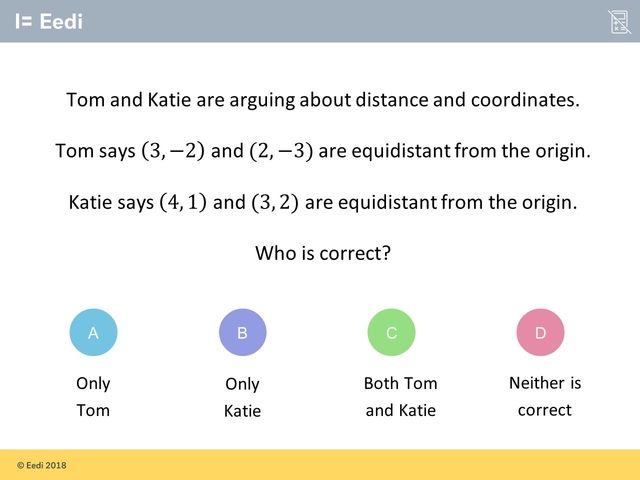 Eedi
Tom and Katie are arguing about distance and coordinates.
Tom says (3, −2) and (2, −3) are equidistant from the origin.
Katie says (4, 1) and (3, 2) are equidistant from the origin.
Who is correct?
A
B
C
D
Only
Tom
Only
Katie
Both Tom
and Katie
Neither is
correct
© Eedi 2018